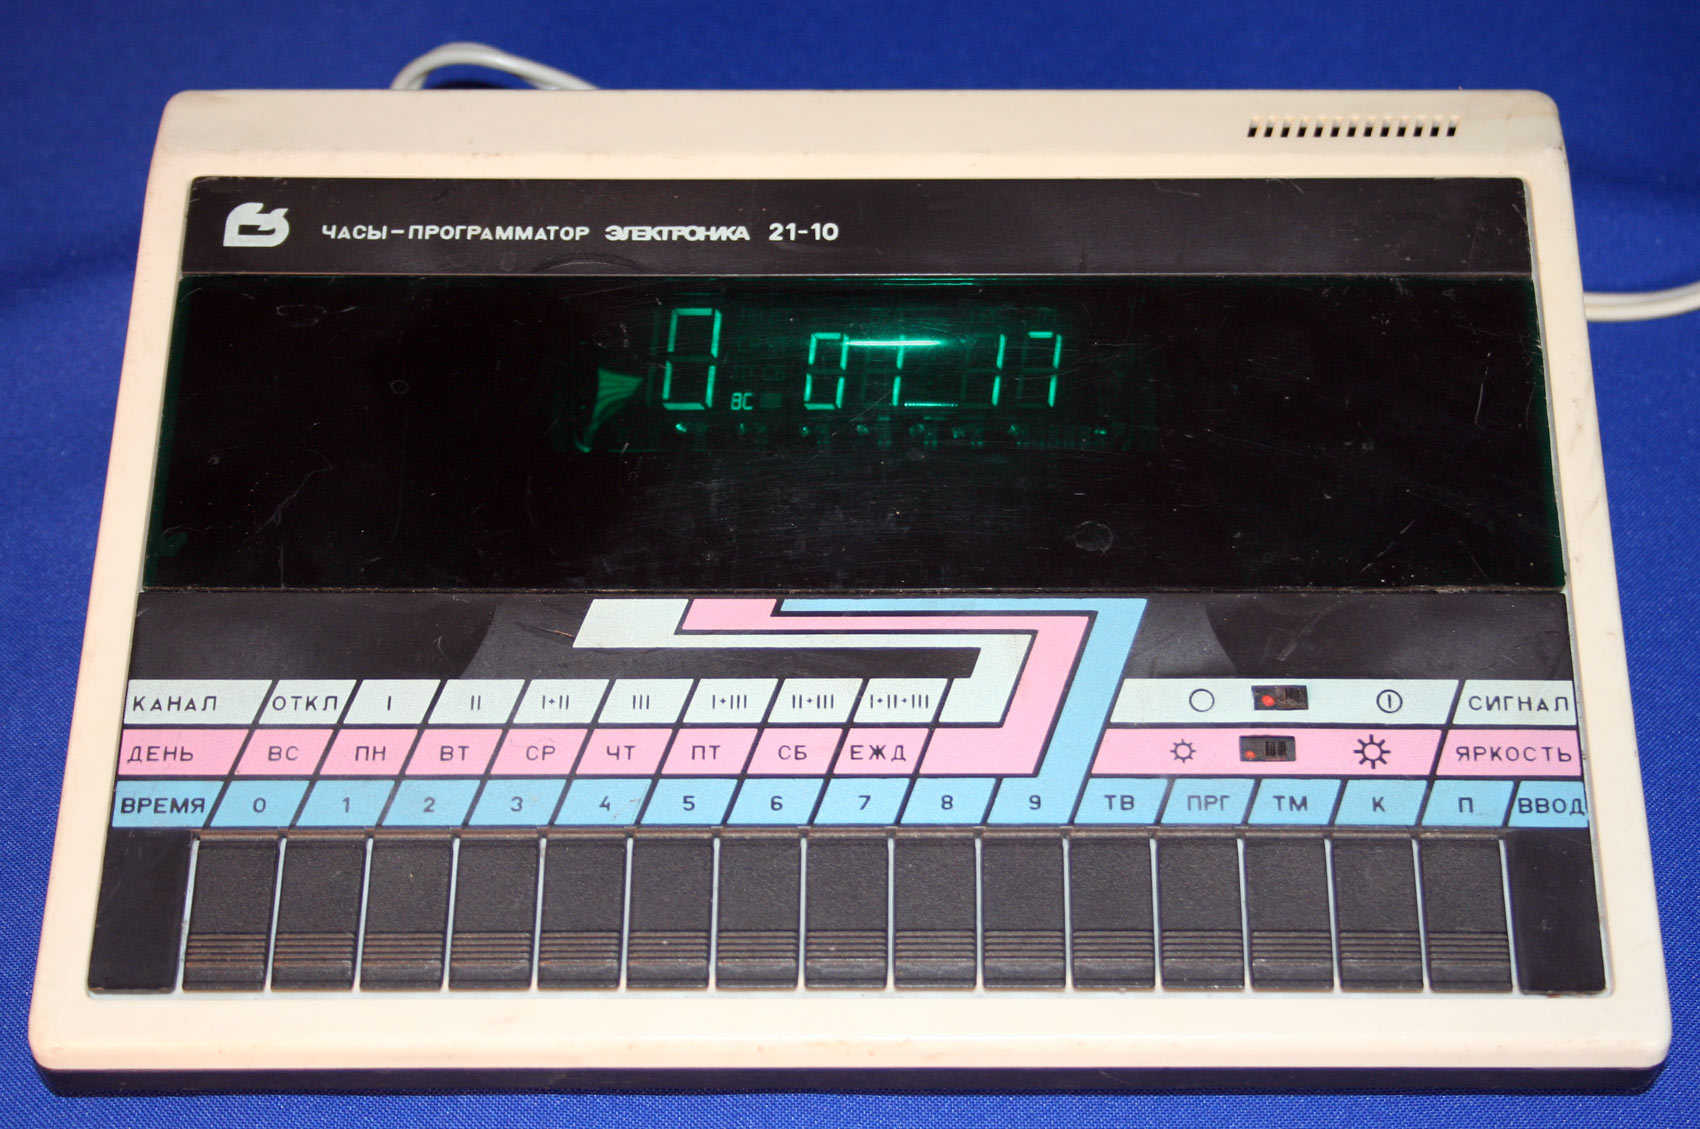 ЧАСЫ-ПРОГРАММАТОР ЭЛЕКТРОНИКА 21-10
0 ВС 07 17
КАНАЛ ОТКЛ I II I+II III I+III II+III I+II+III СИГНАЛ
ДЕНЬ ВС ПН ВТ СР ЧТ ПТ СБ ЕЖД ЯРКОСТЬ
ВРЕМЯ 0 1 2 3 4 5 6 7 8 9 ТВ ПРГ ТМ К П ВВОД